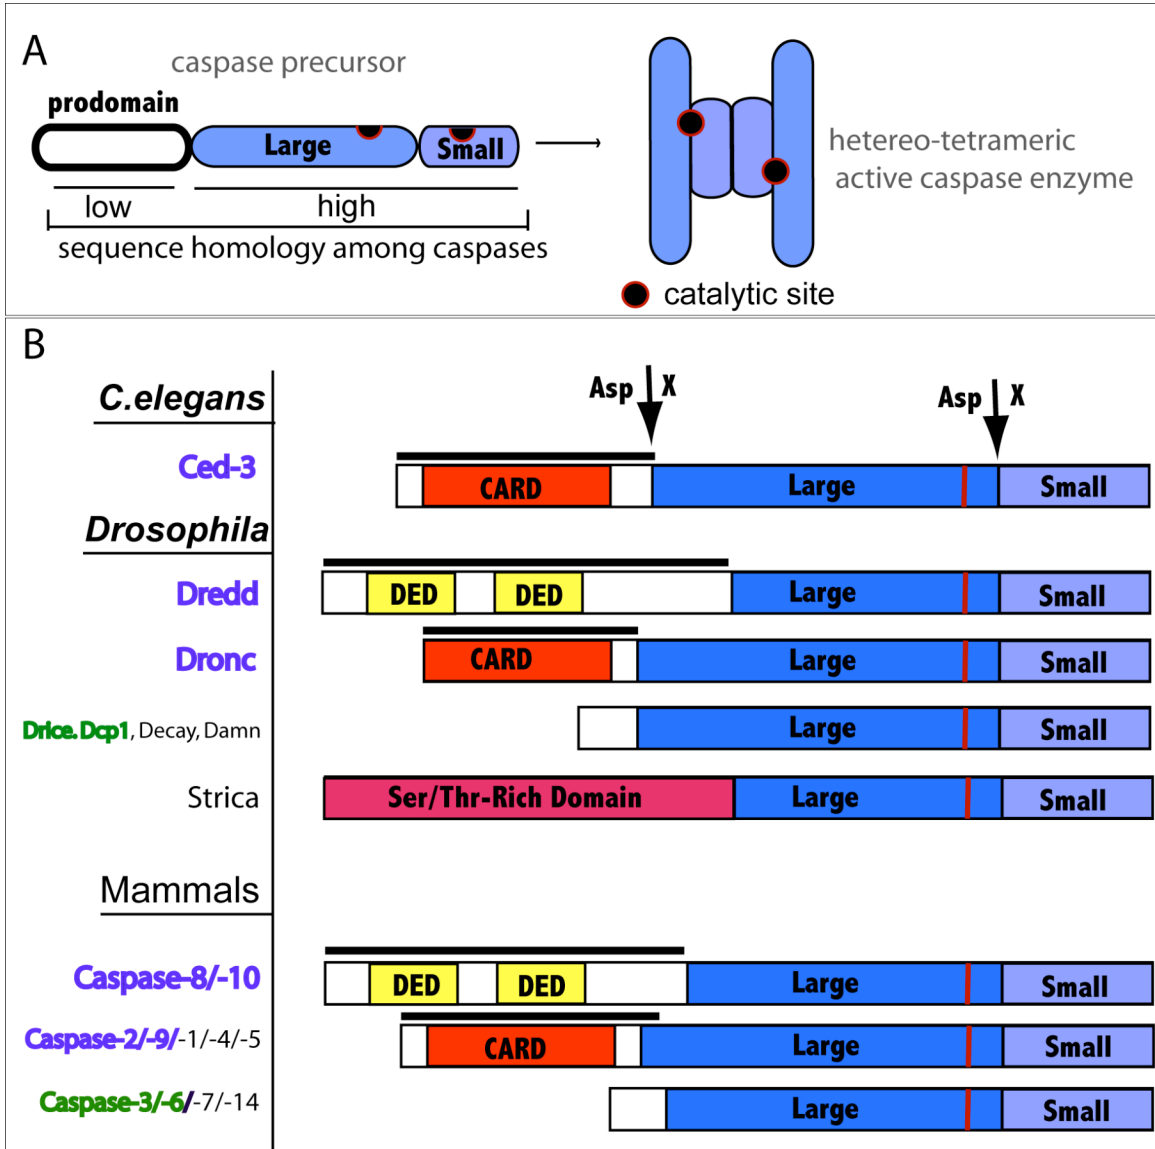 A
caspase precursor
prodomain
Large
Small
low
high
sequence homology among caspases
hetereo-tetrameric
active caspase enzyme
catalytic site
B
C.elegans
Asp X
Asp X
Ced-3
CARD
Large
Small
Drosophila
Dredd
DED
DED
Large
Small
Dronc
CARD
Large
Small
Drice.Dcp1, Decay, Damn
Large
Small
Strica
Ser/Thr-Rich Domain
Large
Small
Mammals
Caspase-8/-10
DED
DED
Large
Small
Caspase-2/-9/-1/-4/-5
CARD
Large
Small
Caspase-3/-6/-7/-14
Large
Small